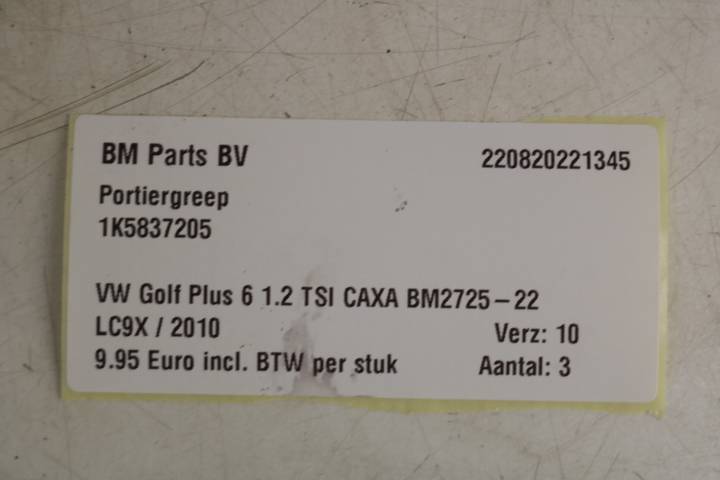 BM Parts BV 220820221345
Portiergreep
1K5837205
VW Golf Plus 6 1.2 TSI CAXA BM2725-22
LC9X / 2010 Verz: 10
9.95 Euro incl. BTW per stuk Aantal: 3